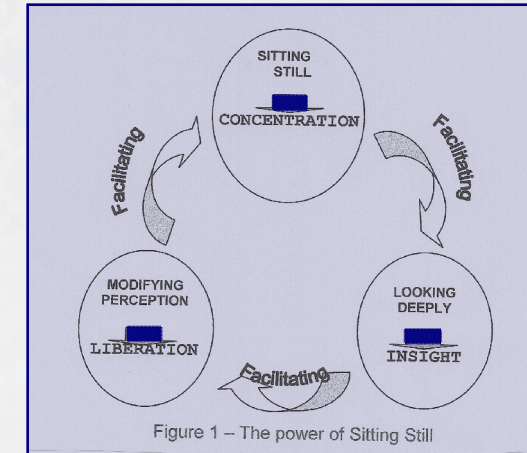 SITTING
STILL
CONCENTRATION
Facilitating
Facilitating
MODIFYING
PERCEPTION
LIBERATION
LOOKING
DEEPLY
INSIGHT
Facilitating
Figure 1 – The power of Sitting Still